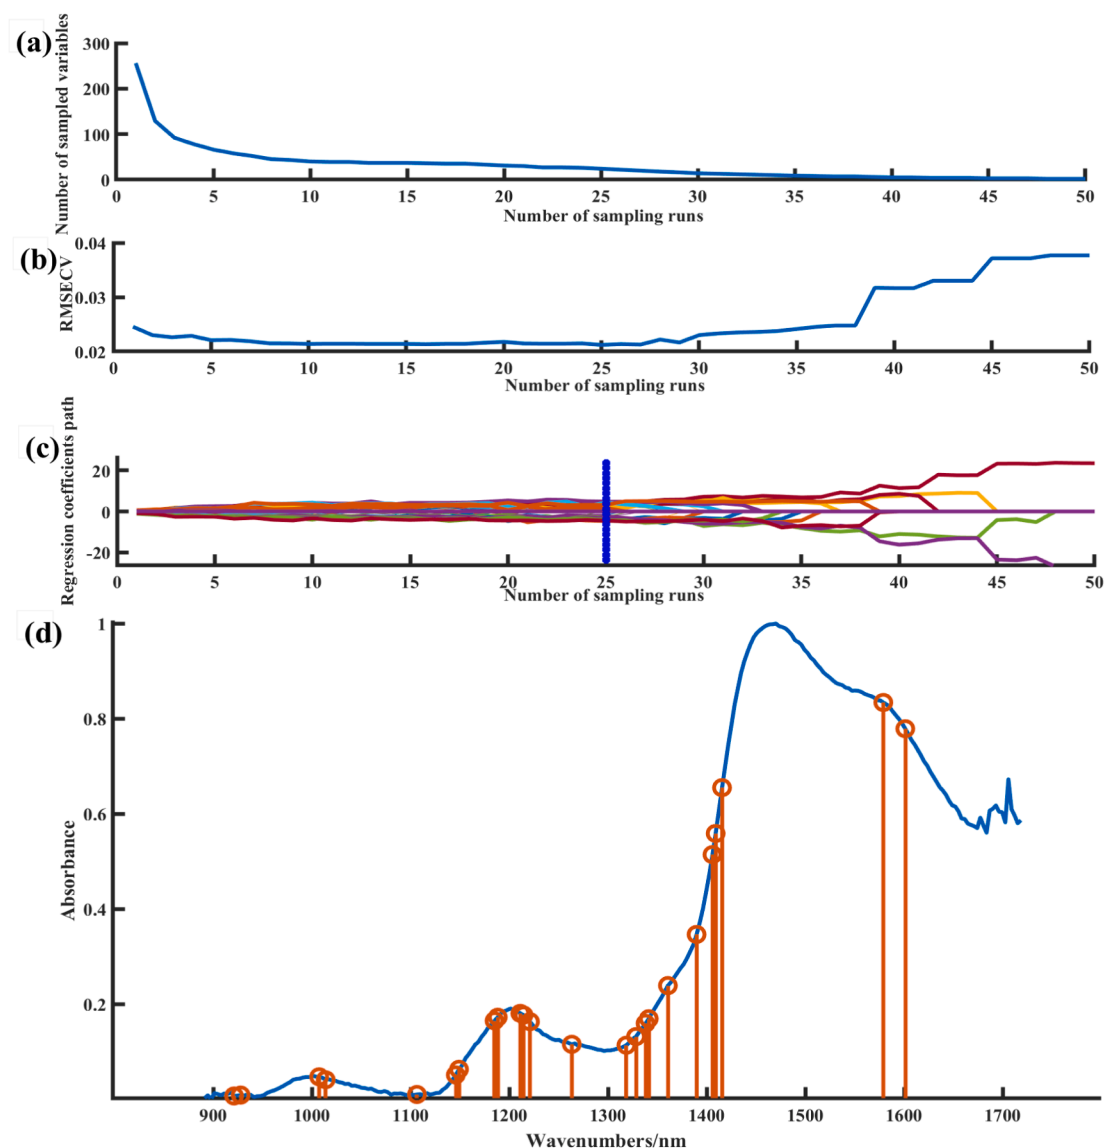 (a)
Number of sampled variables
300
200
100
0
0 5 10 15 20 25 30 35 40 45 50
Number of sampling runs
(b)
RMSECV
0.04
0.03
0.02
0 5 10 15 20 25 30 35 40 45 50
Number of sampling runs
(c)
Regression coefficients path
20
0
-20
0 5 10 15 20 25 30 35 40 45 50
Number of sampling runs
(d)
Absorbance
1
0.8
0.6
0.4
0.2
900 1000 1100 1200 1300 1400 1500 1600 1700
Wavenumbers/nm